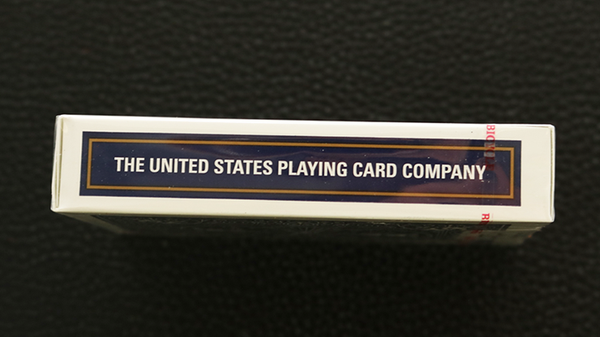 THE UNITED STATES PLAYING CARD COMPANY